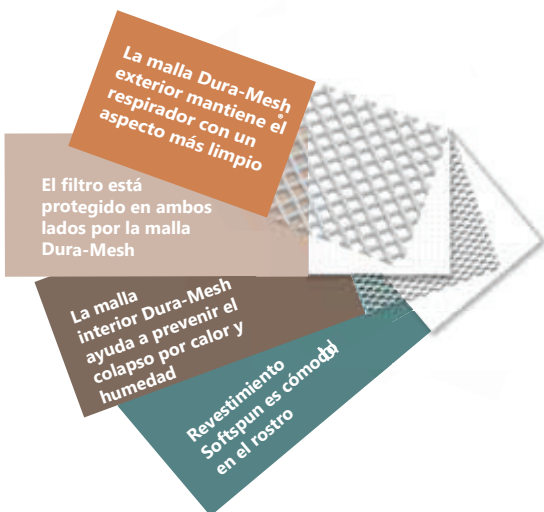 La malla Dura-Mesh
exterior mantiene el
respirador con un
aspecto más limpio
El filtro está
protegido en ambos
lados por la malla
Dura-Mesh
La malla
interior Dura-Mesh
ayuda a prevenir el
colapso por calor y
humedad
Revestimiento
Softspun es cómodo
en el rostro